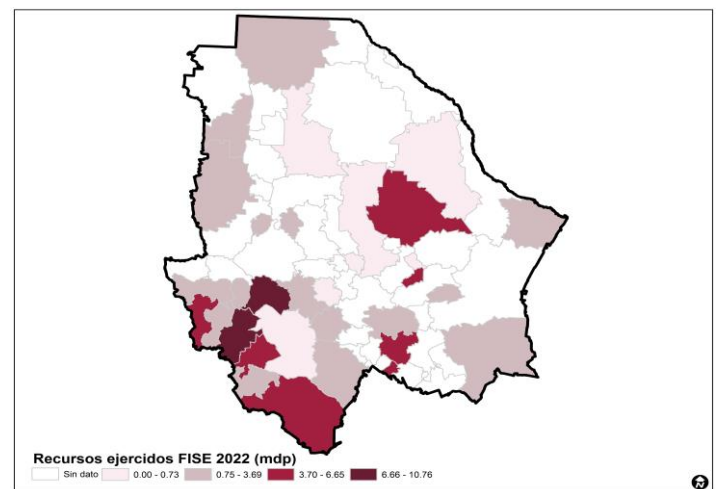 Recursos ejercidos FISE 2022 (mdp)
Sin dato 0.00 - 0.73 0.75 - 3.69 3.70 - 6.65 6.66 - 10.76